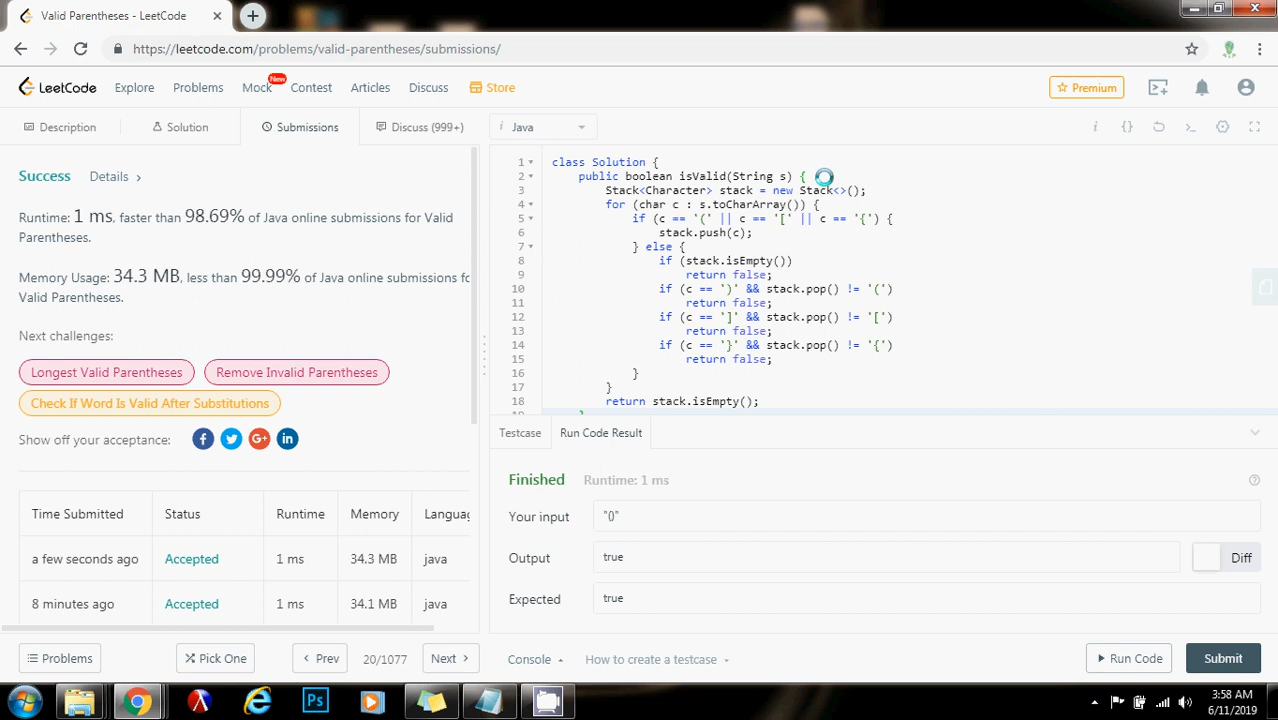 Valid Parentheses - LeetCode
https://leetcode.com/problems/valid-parentheses/submissions/
LeetCode Explore Problems Mock New Contest Articles Discuss Store Premium
Description Solution Submissions Discuss (999+) i Java
Success Details >
Runtime: 1 ms, faster than 98.69% of Java online submissions for Valid
Parentheses.
Memory Usage: 34.3 MB, less than 99.99% of Java online submissions fo
Valid Parentheses.
Next challenges:
Longest Valid Parentheses Remove Invalid Parentheses
Check If Word Is Valid After Substitutions
Show off your acceptance:
Time Submitted Status Runtime Memory Languag
a few seconds ago Accepted 1 ms 34.3 MB java
8 minutes ago Accepted 1 ms 34.1 MB java
Problems Pick One Prev 20/1077 Next
1 class Solution {
2 public boolean isValid(String s) {
3 Stack<Character> stack = new Stack<>();
4 for (char c : s.toCharArray()) {
5 if (c == '(' || c == '[' || c == '{') {
6 stack.push(c);
7 } else {
8 if (stack.isEmpty())
9 return false;
10 if (c == ')' && stack.pop() != '(')
11 return false;
12 if (c == ']' && stack.pop() != '[')
13 return false;
14 if (c == '}' && stack.pop() != '{')
15 return false;
16 }
17 }
18 return stack.isEmpty();
Testcase Run Code Result
Finished Runtime: 1 ms
Your input "()"
Output true Diff
Expected true
Console How to create a testcase Run Code Submit
3:58 AM
6/11/2019